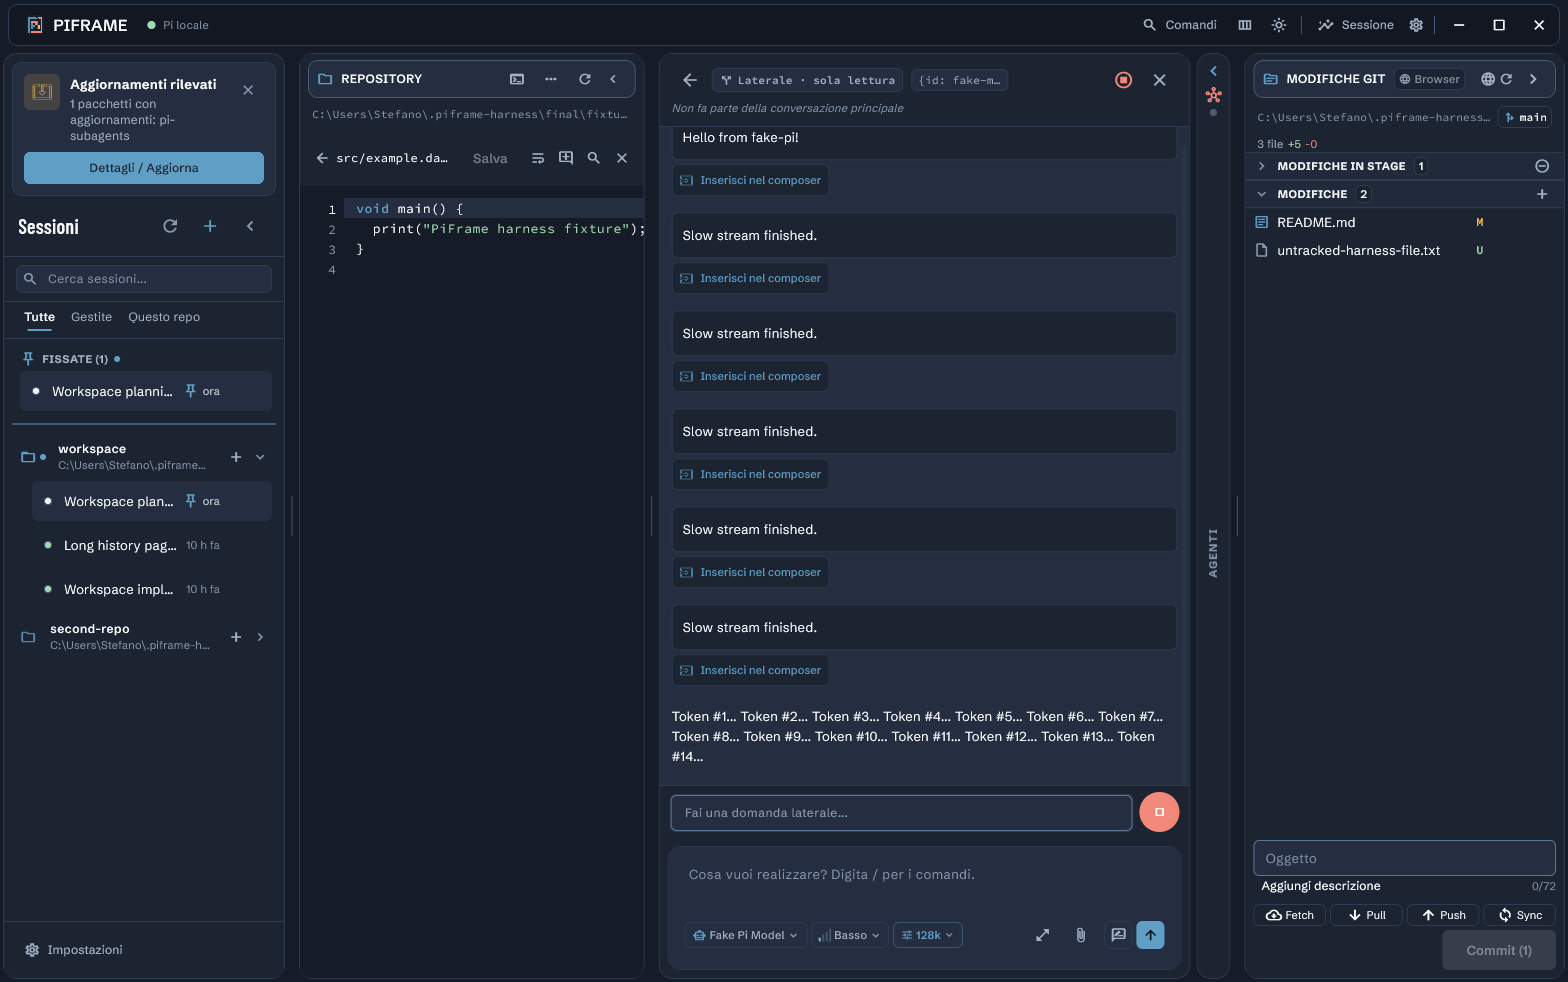 PIFRAME
Pi locale
Comandi
Sessione
Aggiornamenti rilevati
1 pacchetti con
aggiornamenti: pi-
subagents
Dettagli / Aggiorna
Sessioni
Cerca sessioni...
Tutte
Gestite
Questo repo
FISSATE (1)
Workspace planni...
ora
workspace
C:\Users\Stefano\.piframe...
Workspace plan...
ora
Long history pag...
10 h fa
Workspace impl...
10 h fa
second-repo
C:\Users\Stefano\.piframe-h...
Impostazioni
REPOSITORY
C:\Users\Stefano\.piframe-harness\final\fixtu...
src/example.da...
Salva
1 void main() {
2 print("PiFrame harness fixture");
3 }
4
Laterale · sola lettura
{id: fake-m...
Non fa parte della conversazione principale
Hello from fake-pi!
Inserisci nel composer
Slow stream finished.
Inserisci nel composer
Slow stream finished.
Inserisci nel composer
Slow stream finished.
Inserisci nel composer
Slow stream finished.
Inserisci nel composer
Slow stream finished.
Inserisci nel composer
Token #1... Token #2... Token #3... Token #4... Token #5... Token #6... Token #7...
Token #8... Token #9... Token #10... Token #11... Token #12... Token #13... Token
#14...
Fai una domanda laterale...
Cosa vuoi realizzare? Digita / per i comandi.
Fake Pi Model
Basso
128k
AGENTI
MODIFICHE GIT
Browser
C:\Users\Stefano\.piframe-harness...
main
3 file +5 -0
MODIFICHE IN STAGE 1
MODIFICHE 2
README.md
M
untracked-harness-file.txt
U
Oggetto
Aggiungi descrizione
0/72
Fetch
Pull
Push
Sync
Commit (1)